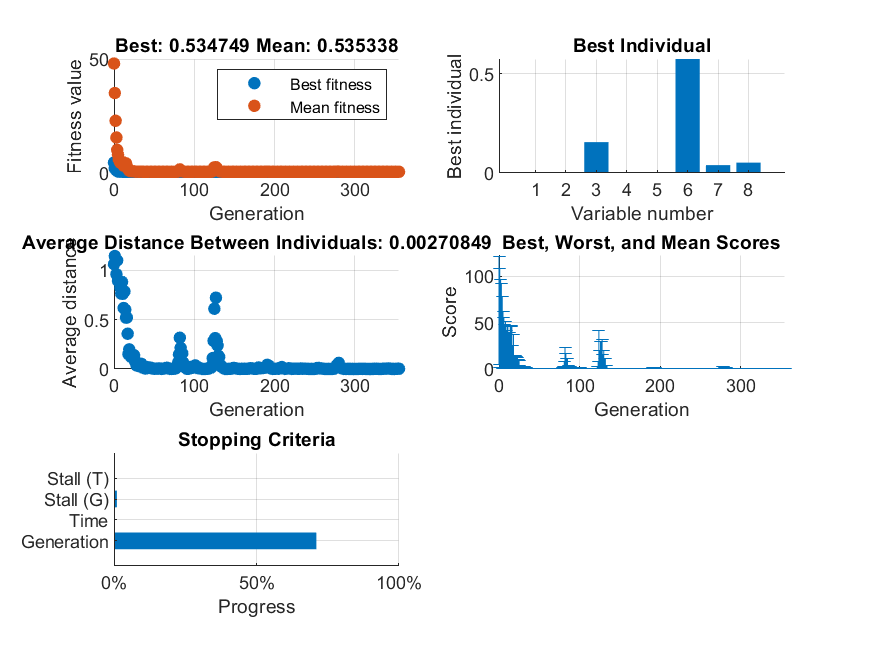 Best: 0.534749 Mean: 0.535338
Fitness value
50
0
Best fitness
Mean fitness
0 100 200 300
Generation
Best Individual
Best individual
0.5
0
1 2 3 4 5 6 7 8
Variable number
Average Distance Between Individuals: 0.00270849
Average distance
1
0.5
0
0 100 200 300
Generation
Best, Worst, and Mean Scores
Score
100
50
0
0 100 200 300
Generation
Stopping Criteria
Stall (T)
Stall (G)
Time
Generation
0% 50% 100%
Progress